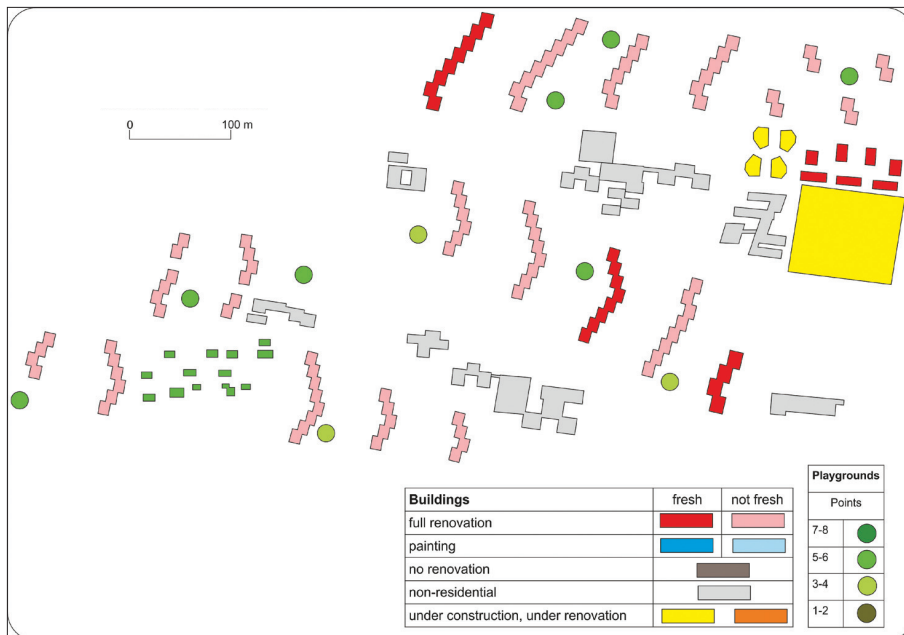 0 100 m
Buildings fresh not fresh
full renovation
painting
no renovation
non-residential
under construction, under renovation
Playgrounds
Points
7-8
5-6
3-4
1-2